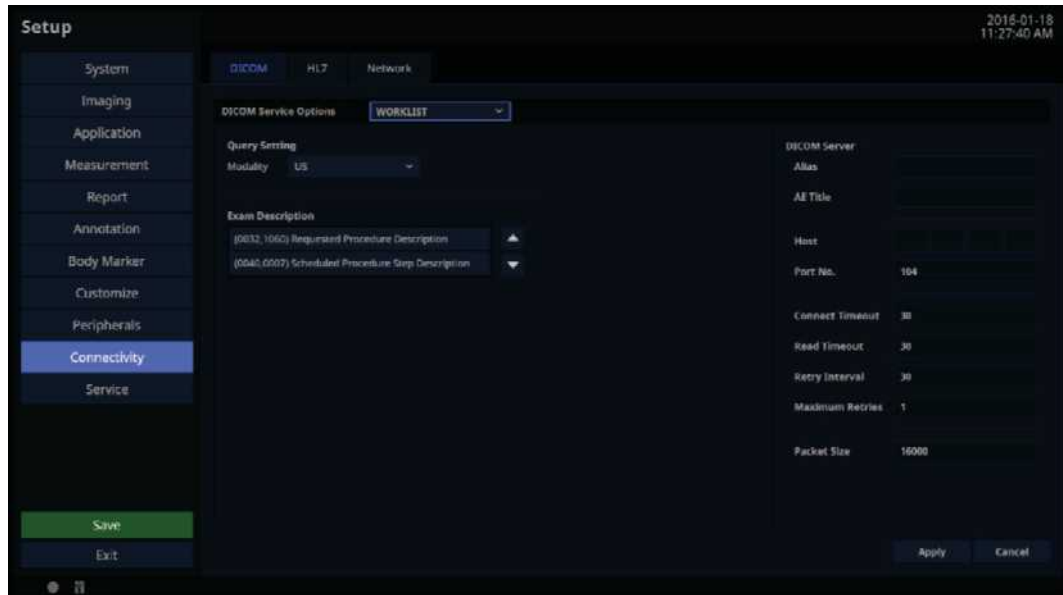 Setup
2016-01-18
11:27:40 AM
System
Imaging
Application
Measurement
Report
Annotation
Body Marker
Customize
Peripherals
Connectivity
Service
Save
Exit
DICOM HL7 Network
DICOM Service Options WORKLIST
Query Setting
Modality US
Exam Description
(0032,1060) Requested Procedure Description
(0040,0007) Scheduled Procedure Step Description
DICOM Server
Alias
AE Title
Host
Port No. 104
Connect Timeout 30
Read Timeout 30
Retry Interval 30
Maximum Retries 1
Packet Size 16000
Apply Cancel